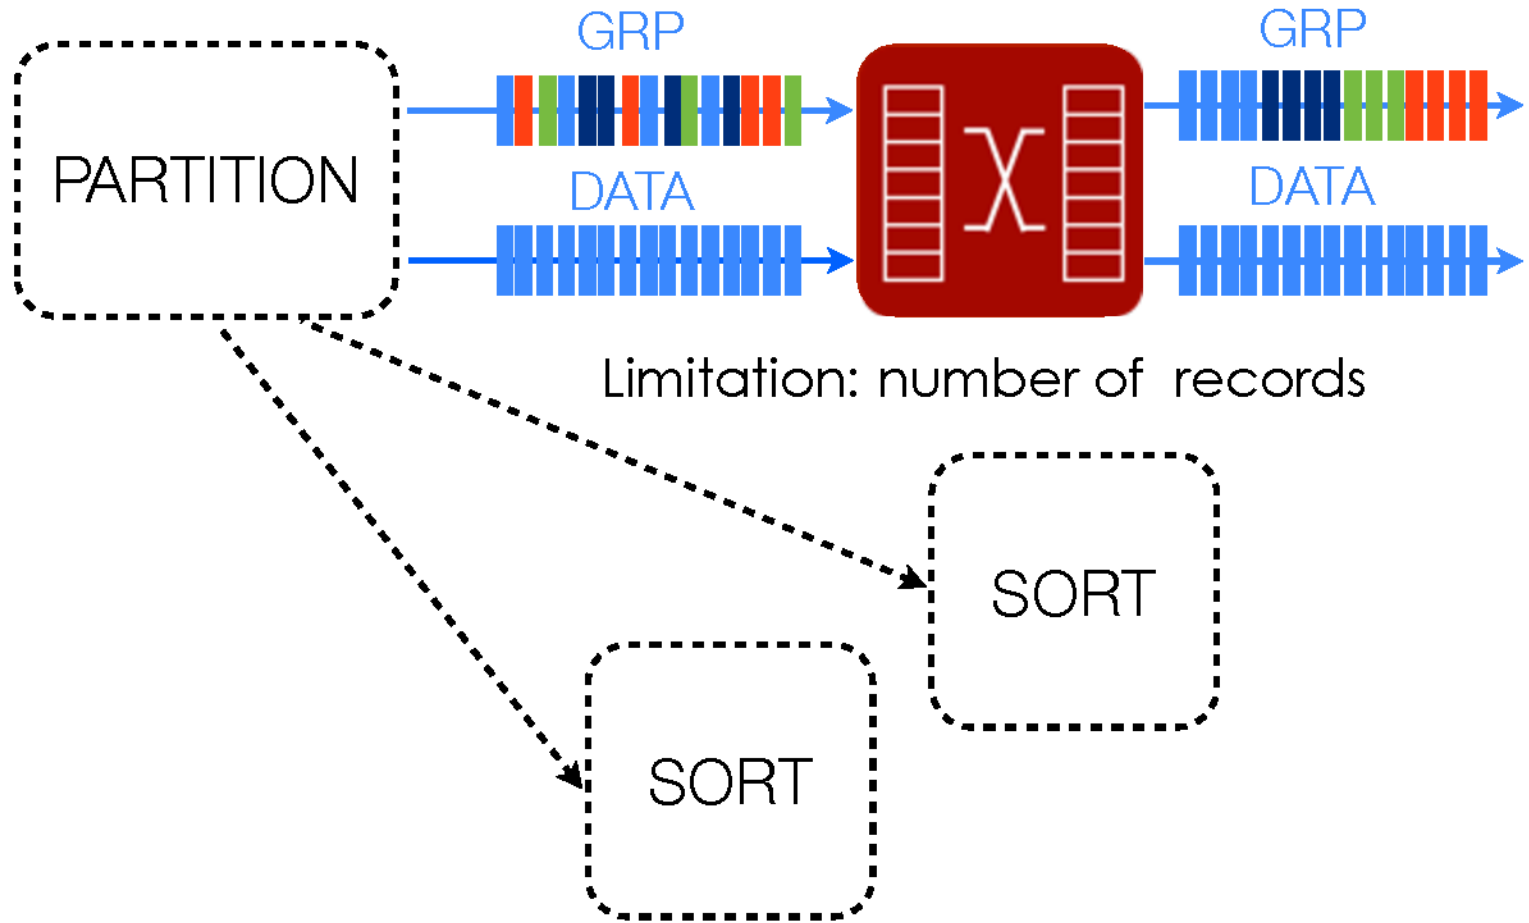 GRP
GRP
PARTITION
DATA
DATA
Limitation: number of records
SORT
SORT